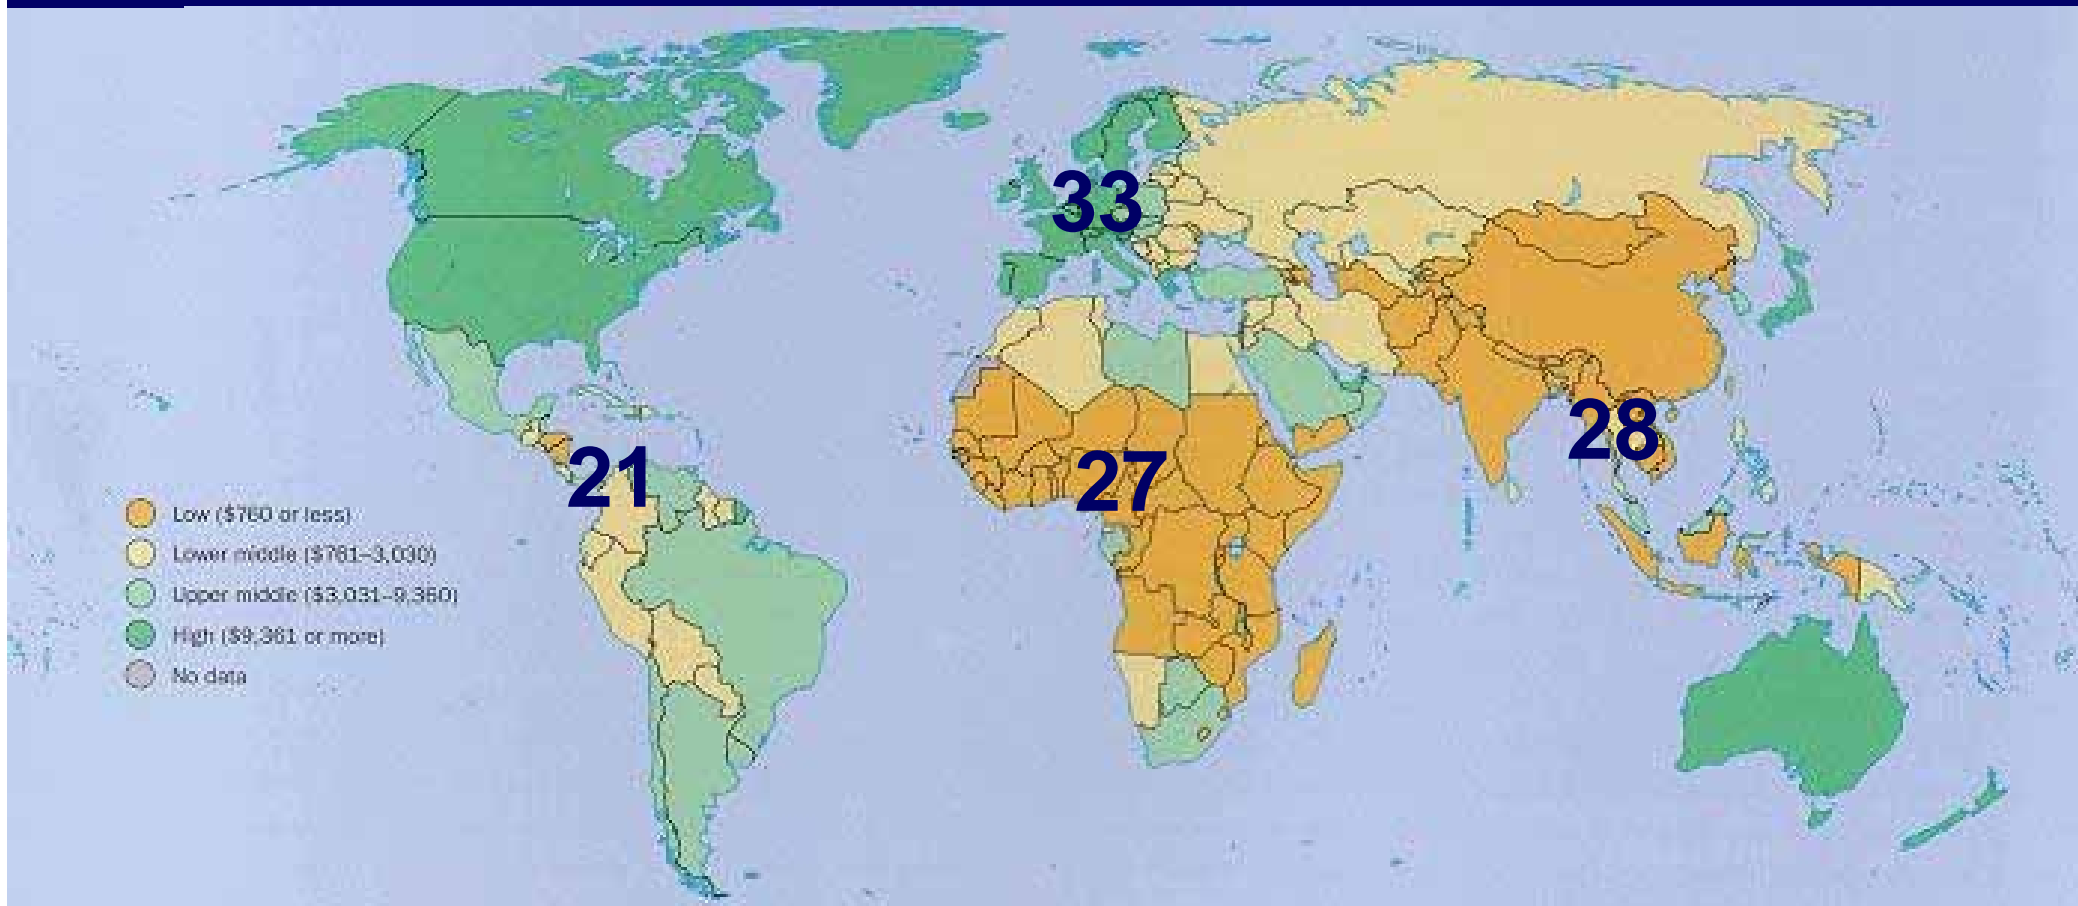 33
28
21
27
Low ($760 or less)
Lower middle ($761–3,030)
Upper middle ($3,031–9,360)
High ($9,361 or more)
No data